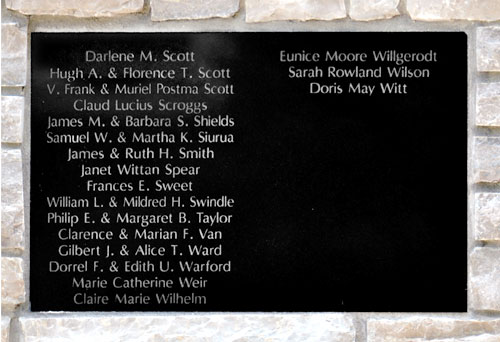 Darlene M. Scott
Hugh A. & Florence T. Scott
V. Frank & Muriel Postma Scott
Claud Lucius Scroggs
James M. & Barbara S. Shields
Samuel W. & Martha K. Siurua
James & Ruth H. Smith
Janet Wittan Spear
Frances E. Sweet
William L. & Mildred H. Swindle
Philip E. & Margaret B. Taylor
Clarence & Marian F. Van
Gilbert J. & Alice T. Ward
Dorrel F. & Edith U. Warford
Marie Catherine Weir
Claire Marie Wilhelm
Eunice Moore Willgerodt
Sarah Rowland Wilson
Doris May Witt